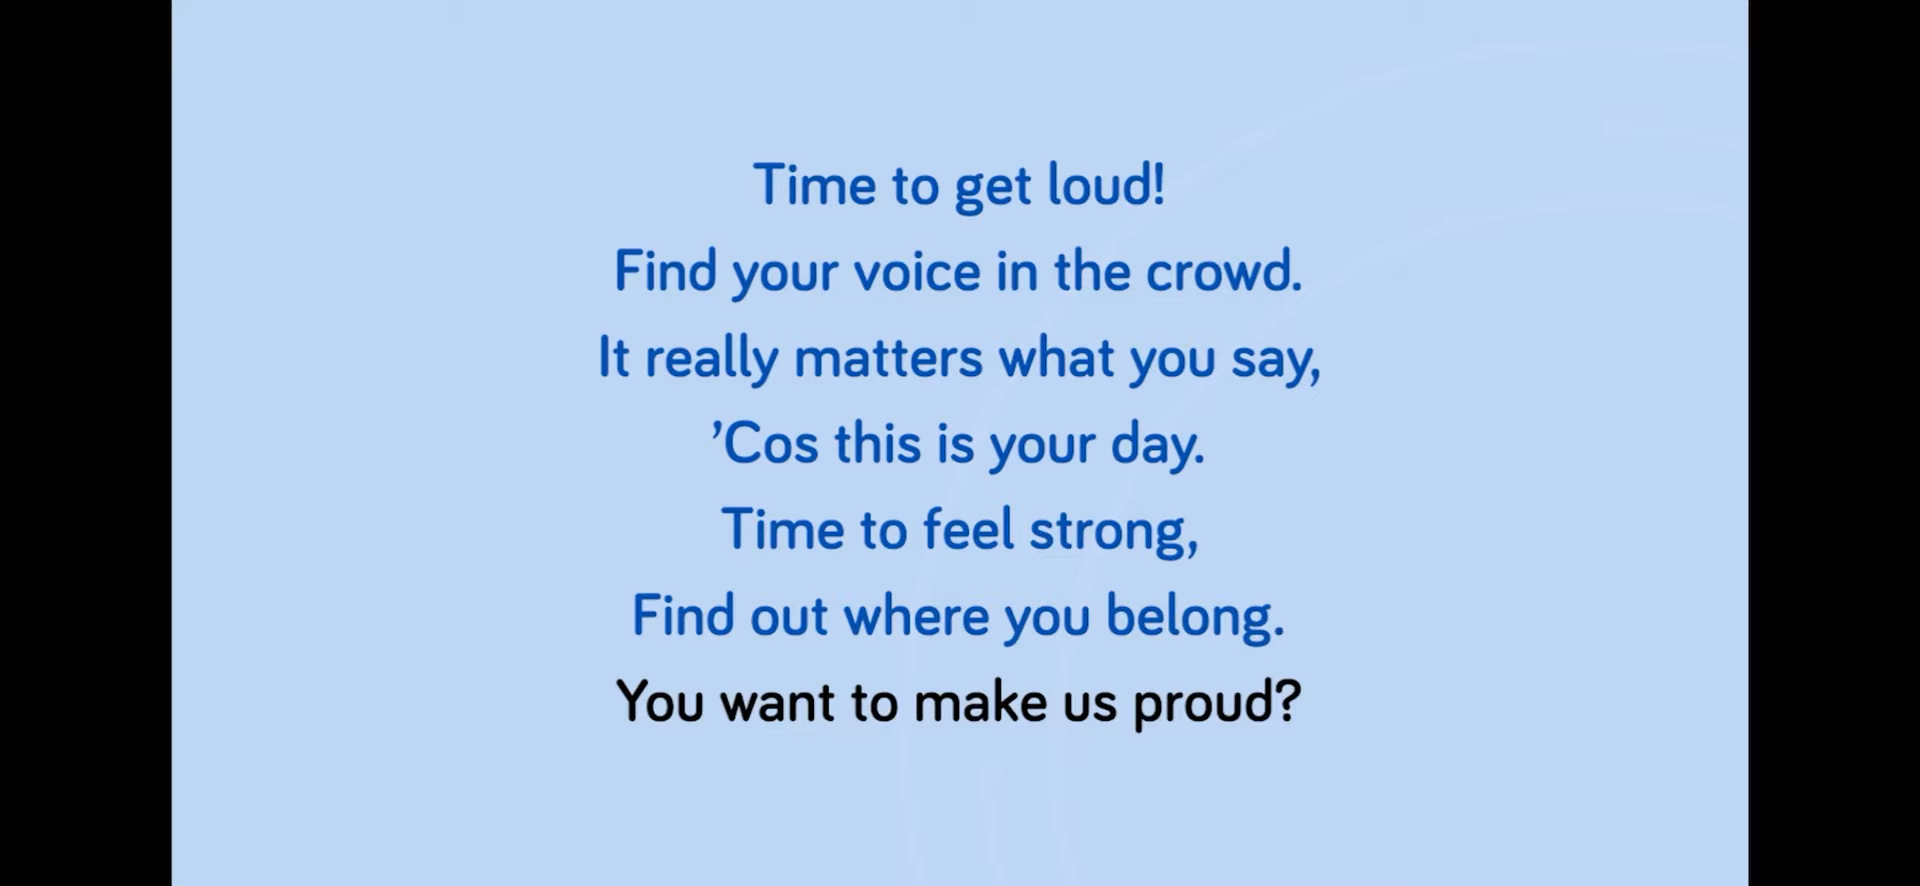 Time to get loud!
Find your voice in the crowd.
It really matters what you say,
’Cos this is your day.
Time to feel strong,
Find out where you belong.
You want to make us proud?